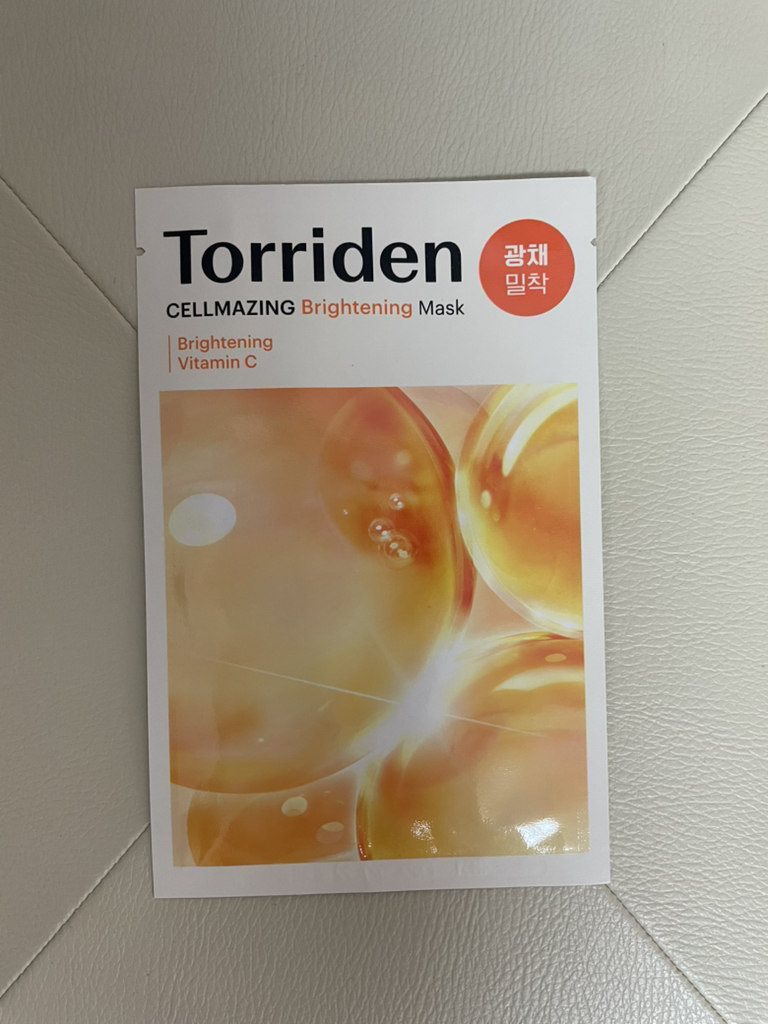 Torriden
광채
밀착
CELLMAZING Brightening Mask
Brightening
Vitamin C